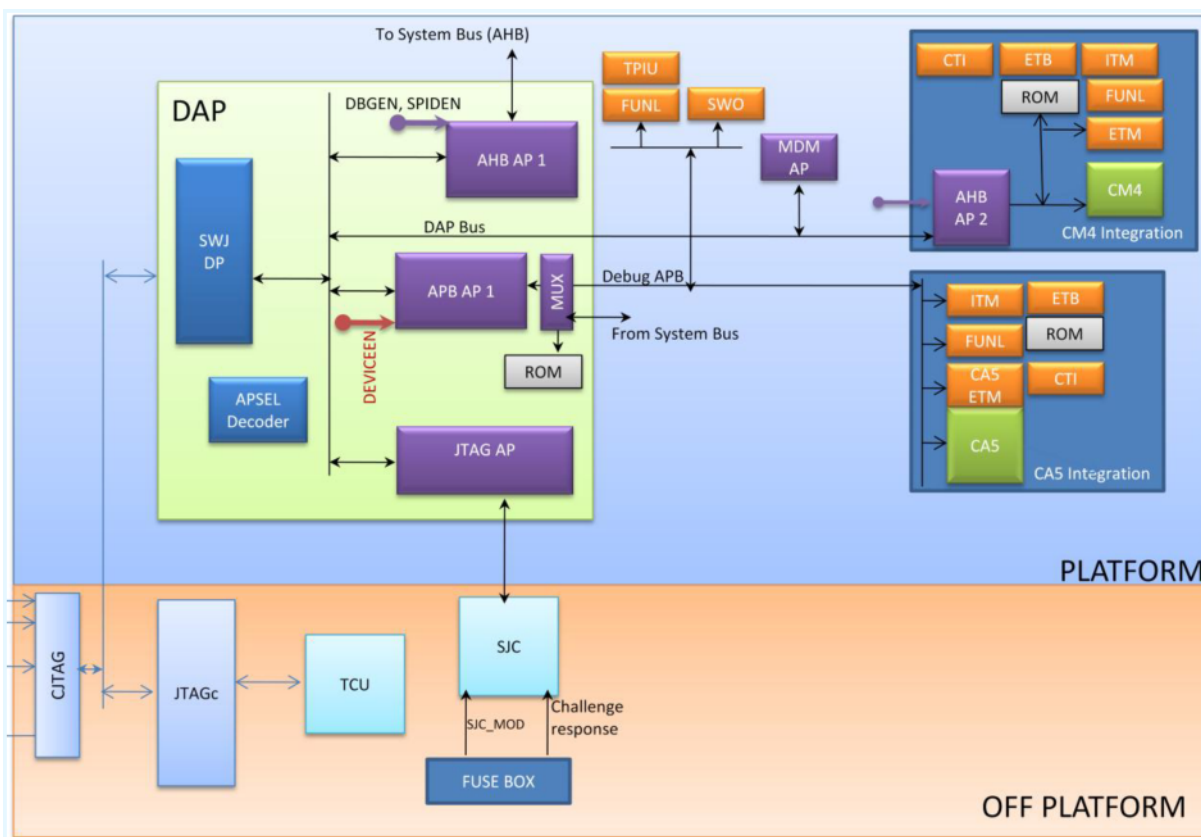 To System Bus (AHB)
DAP
DBGEN, SPIDEN
AHB AP 1
SWJ
DP
DAP Bus
APB AP 1
MUX
Debug APB
From System Bus
ROM
DEVICEEN
APSEL
Decoder
JTAG AP
TPIU
FUNL
SWO
MDM
AP
CTI
ETB
ITM
ROM
FUNL
ETM
AHB
AP 2
CM4
CM4 Integration
ITM
ETB
FUNL
ROM
CA5
ETM
CTI
CA5
CA5 Integration
PLATFORM
CJTAG
JTAGc
TCU
SJC
SJC_MOD
Challenge
response
FUSE BOX
OFF PLATFORM